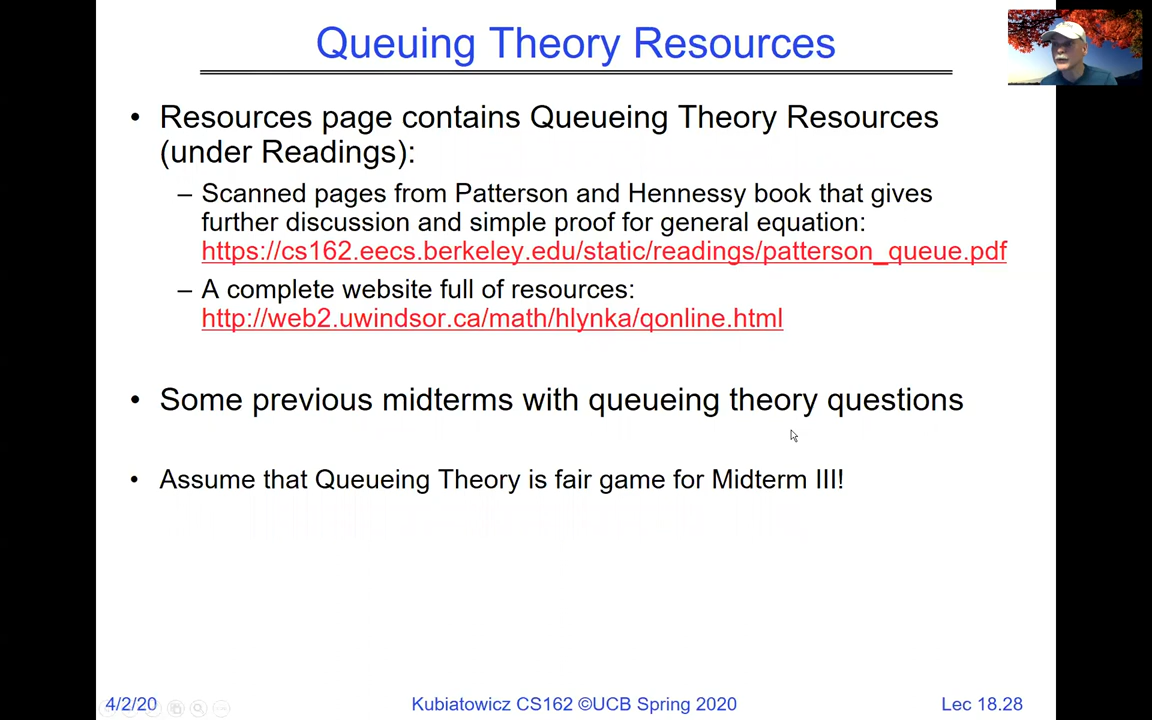 Queuing Theory Resources
• Resources page contains Queueing Theory Resources
(under Readings):
– Scanned pages from Patterson and Hennessy book that gives
further discussion and simple proof for general equation:
https://cs162.eecs.berkeley.edu/static/readings/patterson_queue.pdf
– A complete website full of resources:
http://web2.uwindsor.ca/math/hlynka/qonline.html
• Some previous midterms with queueing theory questions
• Assume that Queueing Theory is fair game for Midterm III!
4/2/20
Kubiatowicz CS162 ©UCB Spring 2020
Lec 18.28